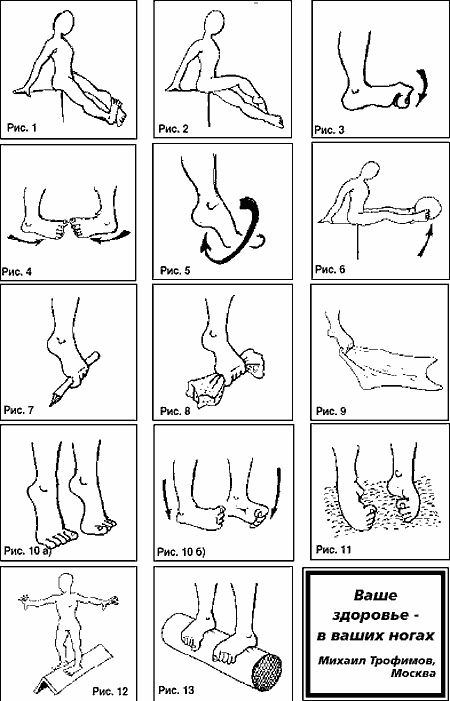 Рис. 1
Рис. 2
Рис. 3
Рис. 4
Рис. 5
Рис. 6
Рис. 7
Рис. 8
Рис. 9
Рис. 10 а)
Рис. 10 б)
Рис. 11
Рис. 12
Рис. 13
Ваше
здоровье -
в ваших ногах
Михаил Трофимов,
Москва